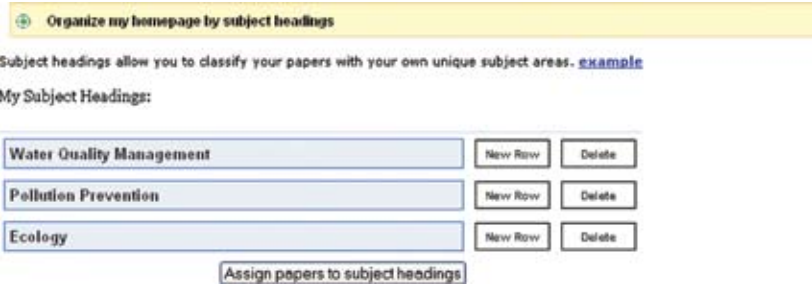 Organize my homepage by subject headings
Subject headings allow you to classify your papers with your own unique subject areas. example
My Subject Headings:
Water Quality Management New Row Delete
Pollution Prevention New Row Delete
Ecology New Row Delete
Assign papers to subject headings